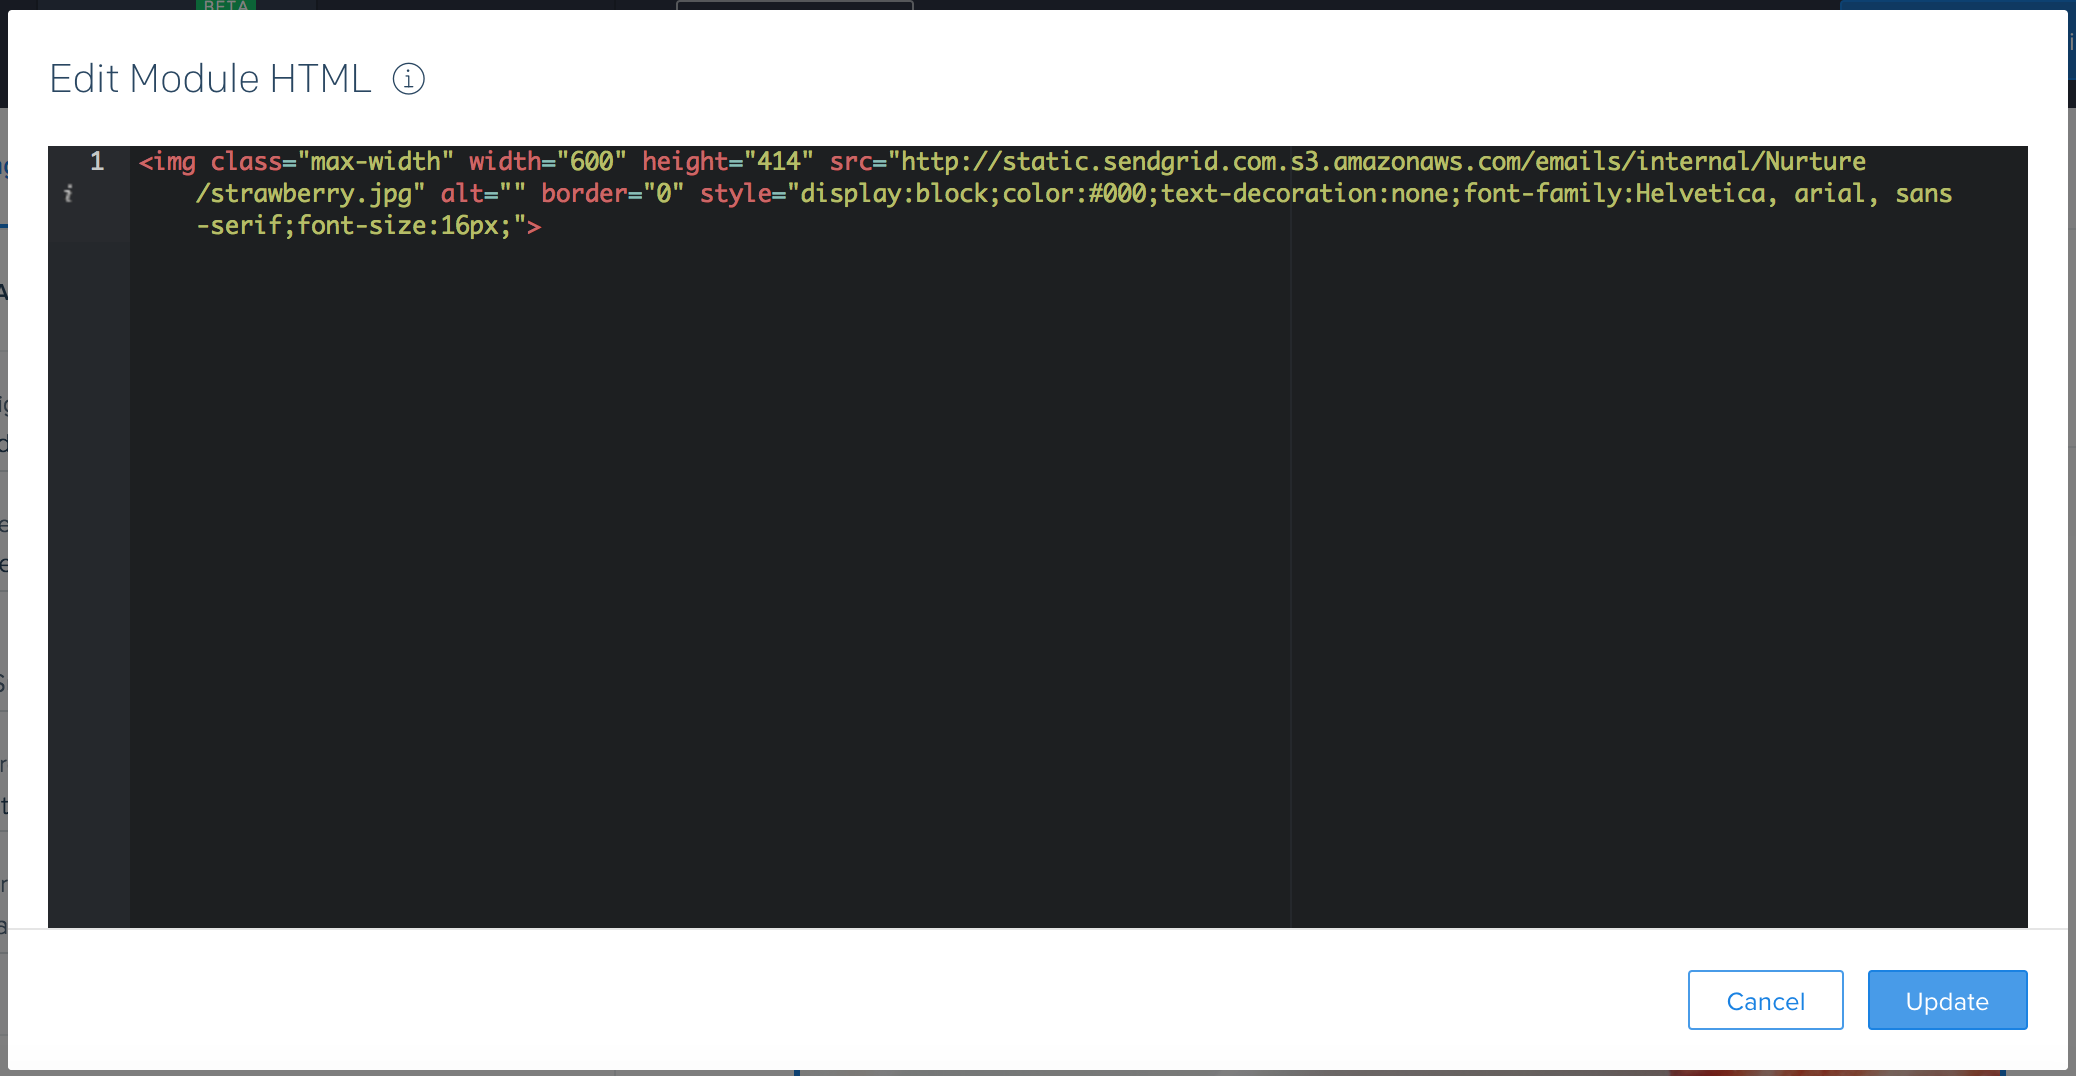 BETA
Edit Module HTML i
1 <img class="max-width" width="600" height="414" src="http://static.sendgrid.com.s3.amazonaws.com/emails/internal/Nurture
i /strawberry.jpg" alt="" border="0" style="display:block;color:#000;text-decoration:none;font-family:Helvetica, arial, sans
-serif;font-size:16px;">
Cancel
Update